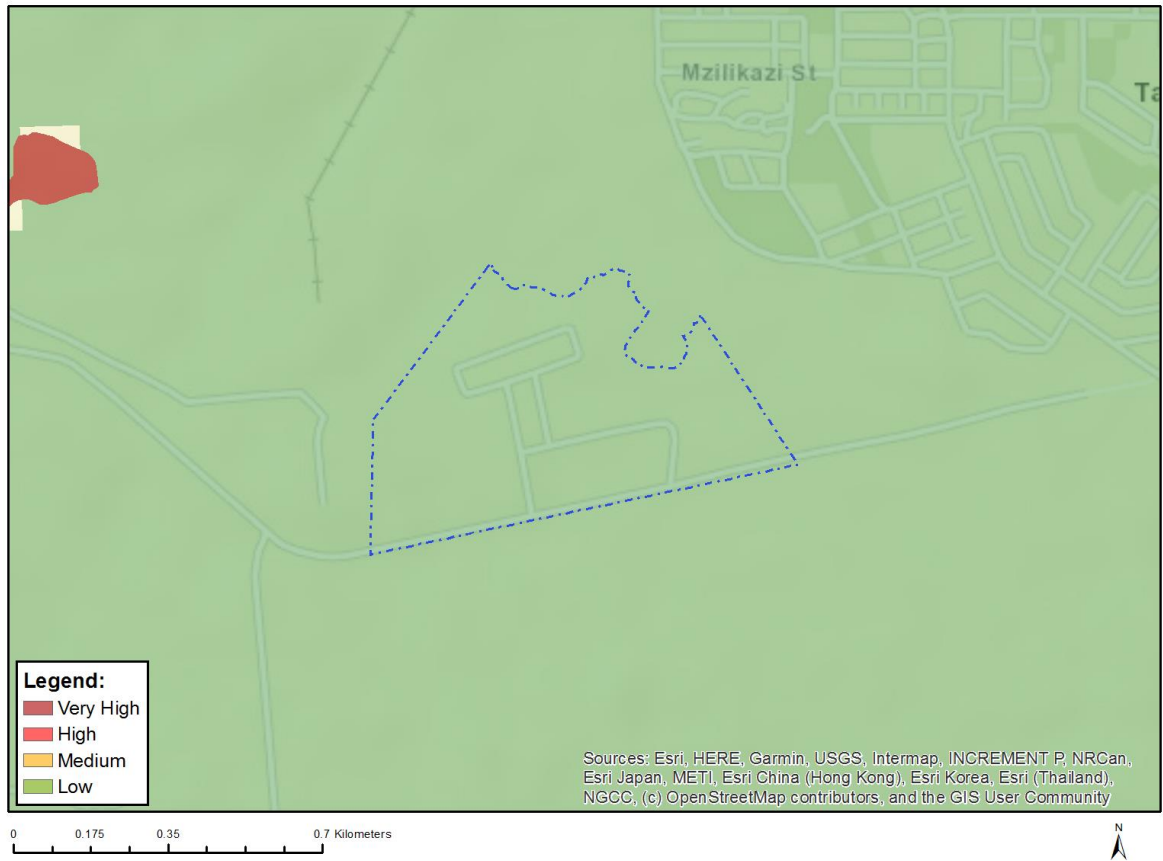 Mzilikazi St
Ta
Legend:
Very High
High
Medium
Low
Sources: Esri, HERE, Garmin, USGS, Intermap, INCREMENT P, NRCan,
Esri Japan, METI, Esri China (Hong Kong), Esri Korea, Esri (Thailand),
NGCC, (c) OpenStreetMap contributors, and the GIS User Community
0 0.175 0.35 0.7 Kilometers
N